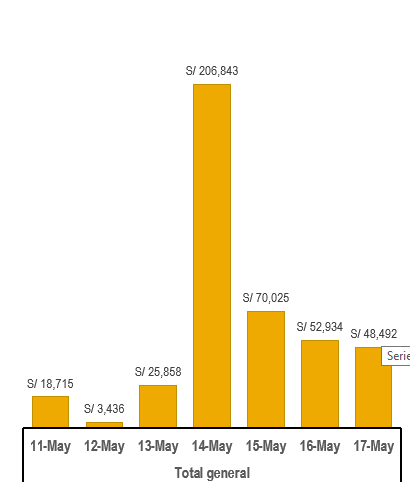 S/ 206,843
S/ 70,025
S/ 52,934
S/ 48,492
S/ 25,858
S/ 18,715
S/ 3,436
Serie
11-May 12-May 13-May 14-May 15-May 16-May 17-May
Total general